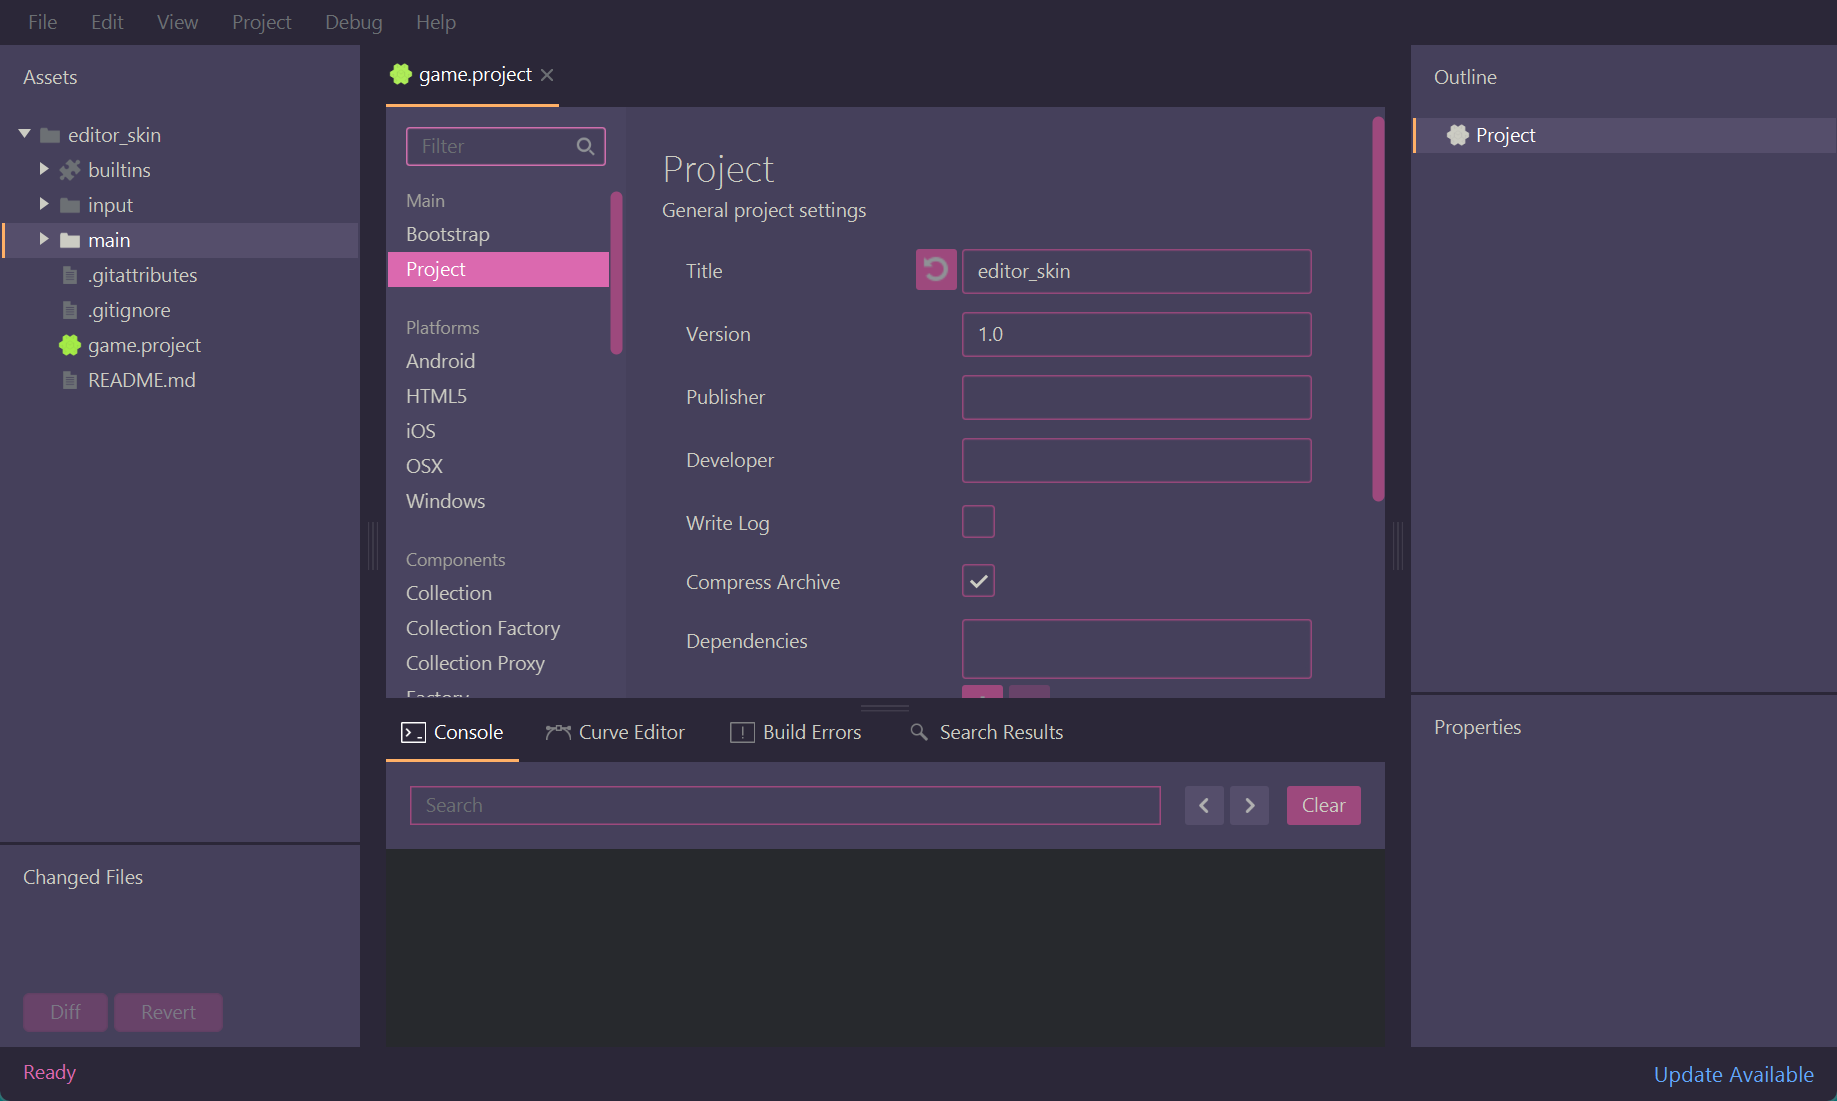 File Edit View Project Debug Help
Assets
editor_skin
builtins
input
main
.gitattributes
.gitignore
game.project
README.md
Changed Files
Diff Revert
game.project
Filter
Main
Bootstrap
Project
Platforms
Android
HTML5
iOS
OSX
Windows
Components
Collection
Collection Factory
Collection Proxy
Factory
Project
General project settings
Title editor_skin
Version 1.0
Publisher
Developer
Write Log
Compress Archive
Dependencies
Console Curve Editor Build Errors Search Results
Search Clear
Outline
Project
Properties
Ready
Update Available